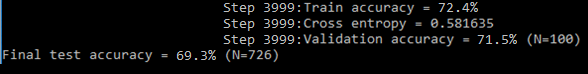 Step 3999:Train accuracy = 72.4%
Step 3999:Cross entropy = 0.581635
Step 3999:Validation accuracy = 71.5% (N=100)
Final test accuracy = 69.3% (N=726)